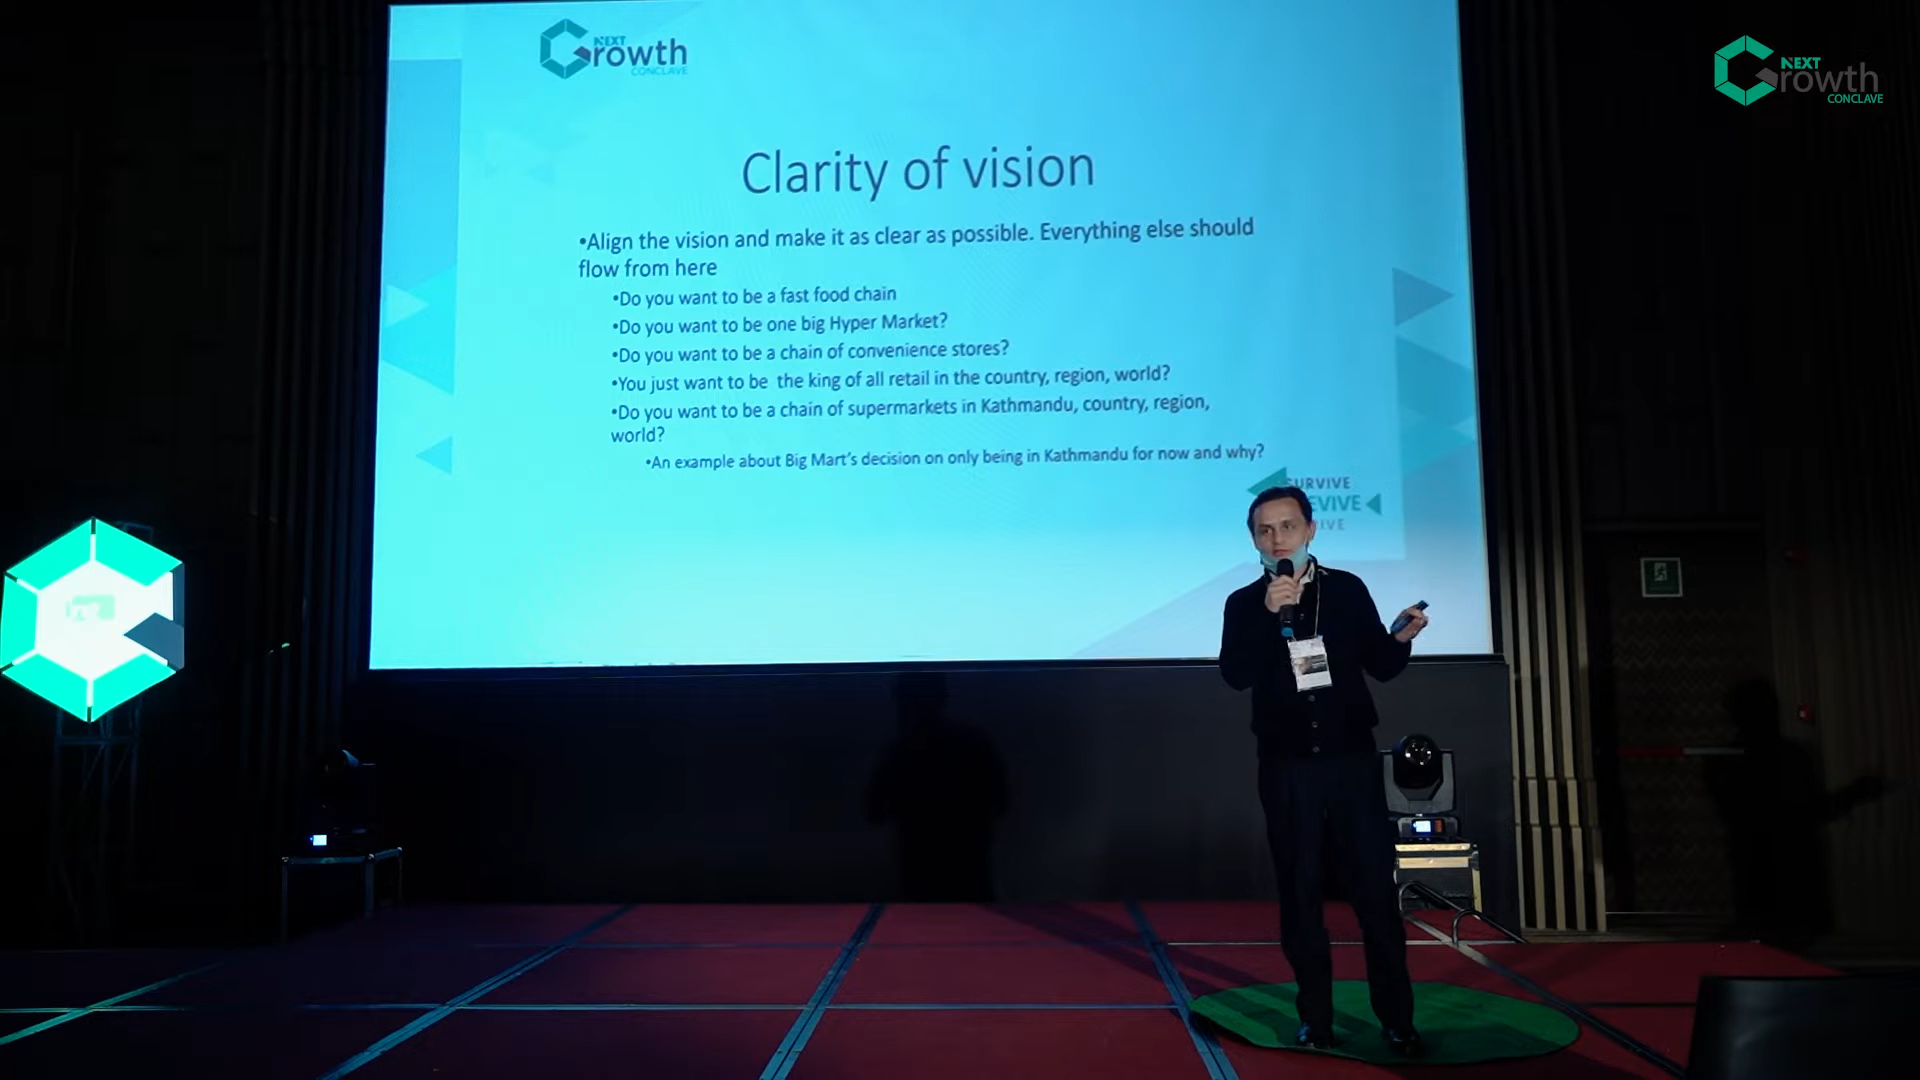 NEXT
Growth
CONCLAVE
NEXT
Growth
CONCLAVE
Clarity of vision
•Align the vision and make it as clear as possible. Everything else should
flow from here
•Do you want to be a fast food chain
•Do you want to be one big Hyper Market?
•Do you want to be a chain of convenience stores?
•You just want to be the king of all retail in the country, region, world?
•Do you want to be a chain of supermarkets in Kathmandu, country, region,
world?
•An example about Big Mart's decision on only being in Kathmandu for now and why?
SURVIVE
EVIVE
IVE